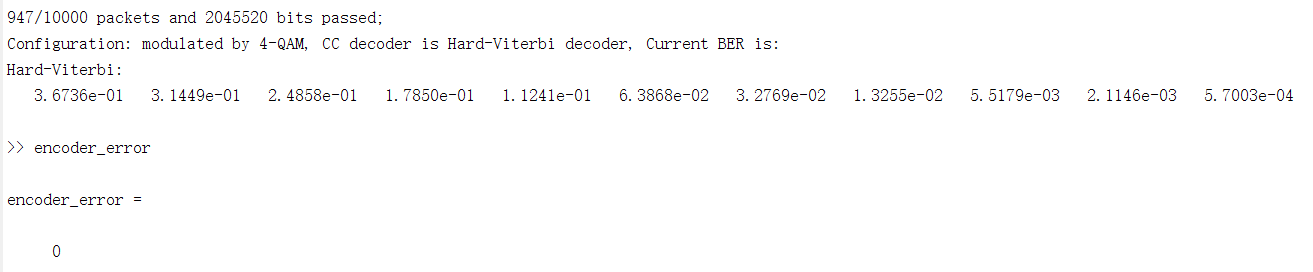 947/10000 packets and 2045520 bits passed;
Configuration: modulated by 4-QAM, CC decoder is Hard-Viterbi decoder, Current BER is:
Hard-Viterbi:
3.6736e-01 3.1449e-01 2.4858e-01 1.7850e-01 1.1241e-01 6.3868e-02 3.2769e-02 1.3255e-02 5.5179e-03 2.1146e-03 5.7003e-04
>> encoder_error
encoder_error =
0